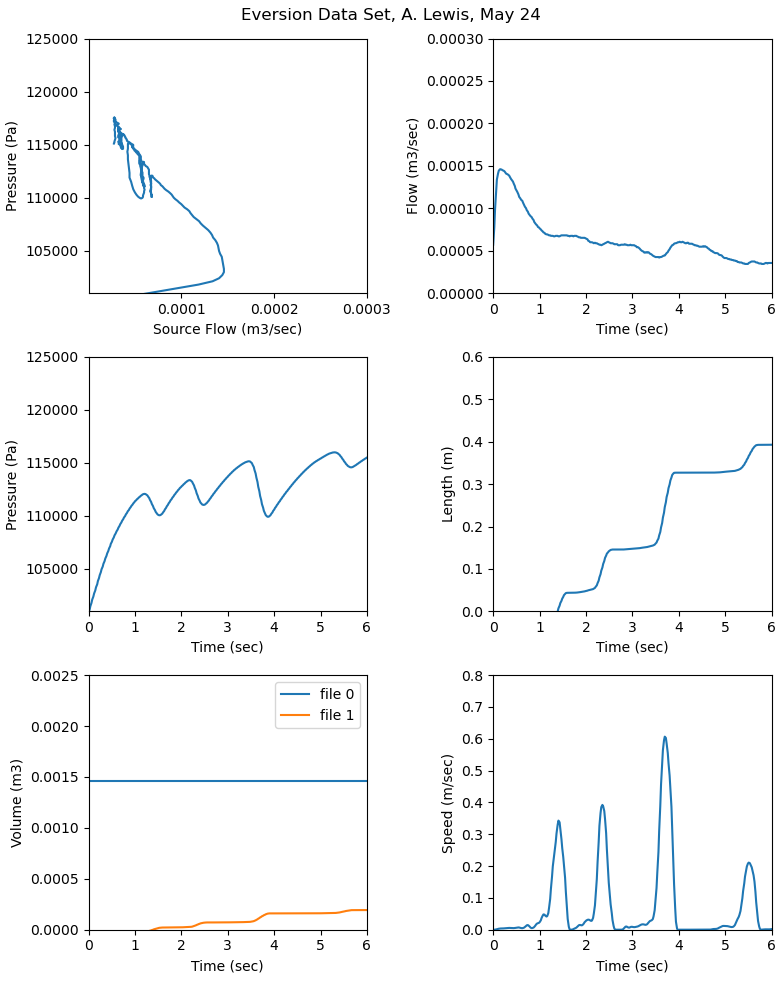 Eversion Data Set, A. Lewis, May 24
125000
120000
115000
110000
105000
Pressure (Pa)
0.0001
0.0002
0.0003
Source Flow (m3/sec)
0.00030
0.00025
0.00020
0.00015
0.00010
0.00005
0.00000
Flow (m3/sec)
0 1 2 3 4 5 6
Time (sec)
125000
120000
115000
110000
105000
Pressure (Pa)
0 1 2 3 4 5 6
Time (sec)
0.6
0.5
0.4
0.3
0.2
0.1
0.0
Length (m)
0 1 2 3 4 5 6
Time (sec)
0.0025
0.0020
0.0015
0.0010
0.0005
0.0000
Volume (m3)
file 0
file 1
0 1 2 3 4 5 6
Time (sec)
0.8
0.7
0.6
0.5
0.4
0.3
0.2
0.1
0.0
Speed (m/sec)
0 1 2 3 4 5 6
Time (sec)